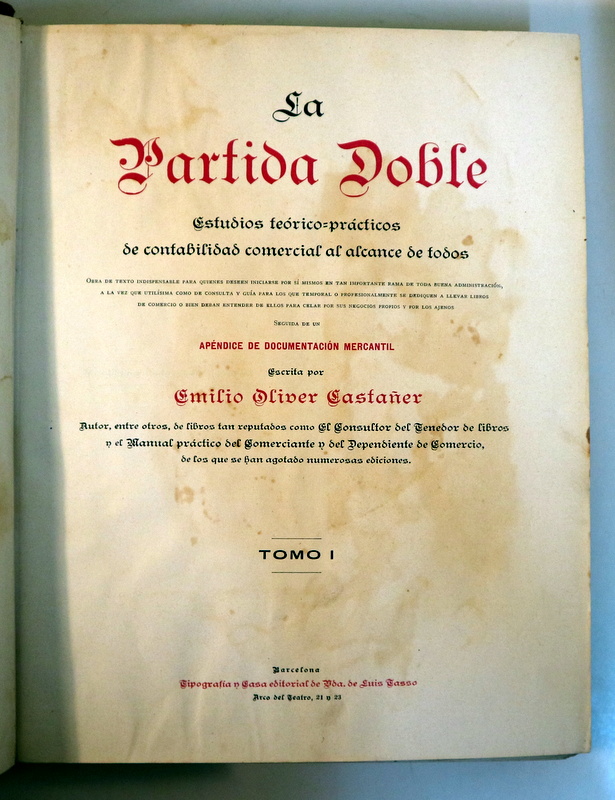 La
Partida Doble
Estudios teórico-prácticos
de contabilidad comercial al alcance de todos
Obra de texto indispensable para quienes deseen iniciarse por sí mismos en tan importante rama de toda buena administración,
a la vez que utilísima como de consulta y guía para los que temporal o profesionalmente se dediquen a llevar libros
de comercio o bien deban entender de ellos para celar por sus negocios propios y por los ajenos
Seguida de un
APÉNDICE DE DOCUMENTACIÓN MERCANTIL
Escrita por
Emilio Oliver Castañer
Autor, entre otros, de libros tan reputados como El Consultor del Tenedor de libros
y el Manual práctico del Comerciante y del Dependiente de Comercio,
de los que se han agotado numerosas ediciones.
TOMO I
Barcelona
Tipografía y Casa editorial de Vda. de Luis Tasso
Arco del Teatro, 21 y 23